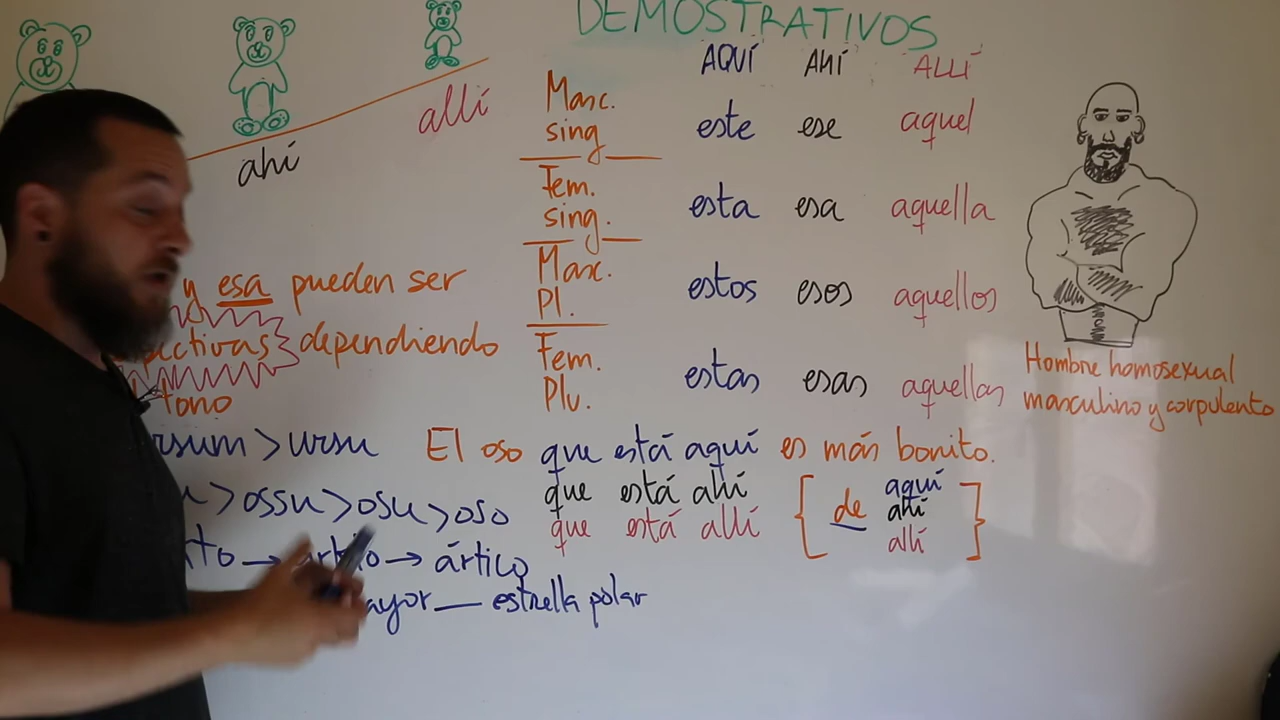 DEMOSTRATIVOS
AQUÍ AHÍ ALLÍ
Masc. sing este ese aquel
Fem. sing. esta esa aquella
Masc. Pl. estos esos aquellos
Fem. Plu. estas esas aquellas
ahí
allí
y esa pueden ser
dependiendo
tono
ursu
>ossu>osu>oso
→ ártico
estrella polar
El oso que está aquí es más bonito.
que está ahí
que está allí
{ de aquí ahí allí }
Hombre homosexual
masculino y corpulento